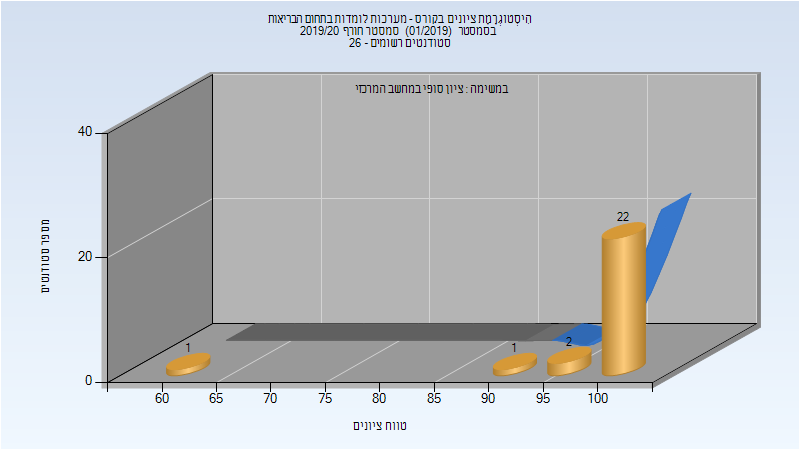 היסטוגרמת ציונים בקורס - מערכות לומדות בתחום הבריאות
בסמסטר (01/2019) סמסטר חורף 2019/20
סטודנטים רשומים - 26
במשימה : ציון סופי במחשב המרכזי
מספר סטודנטים
40
20
0
1
1
2
22
60 65 70 75 80 85 90 95 100
טווח ציונים